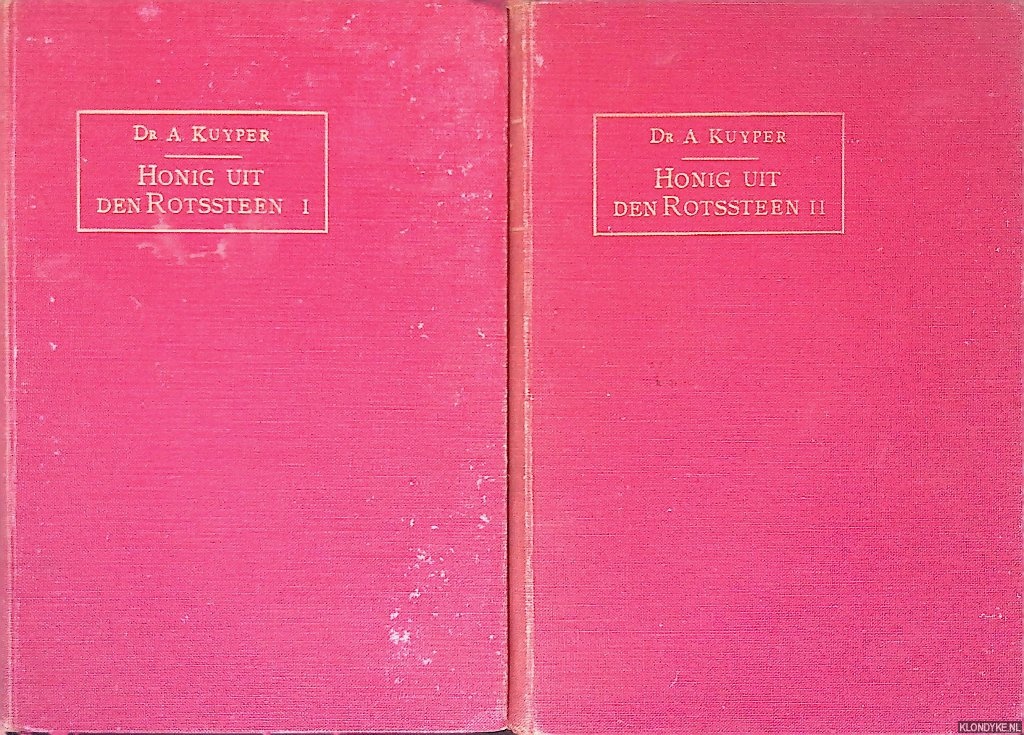 Dr A Kuyper
Honig uit
den Rotssteen I
Dr A Kuyper
Honig uit
den Rotssteen II
KLONDYKE.NL